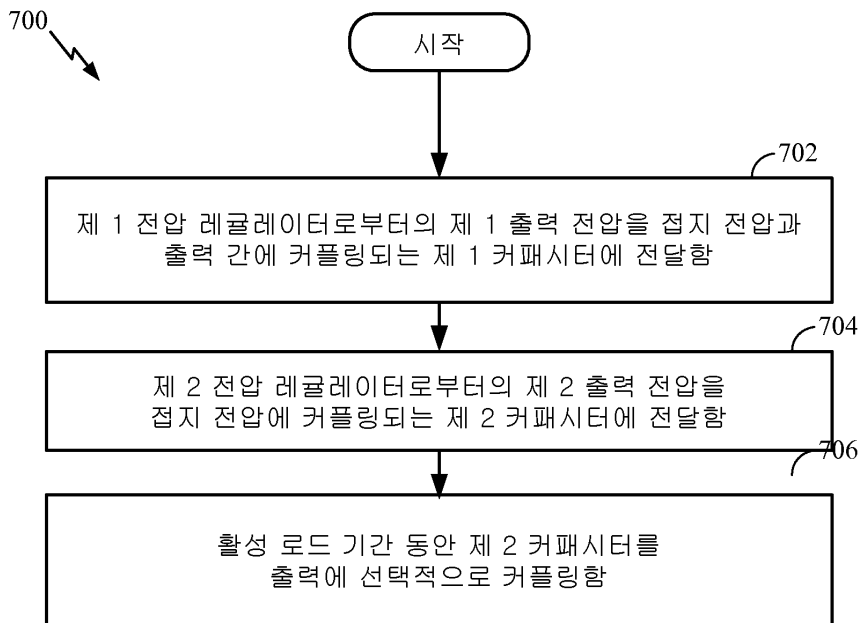 700
시작
702
제 1 전압 레귤레이터로부터의 제 1 출력 전압을 접지 전압과
출력 간에 커플링되는 제 1 커패시터에 전달함
704
제 2 전압 레귤레이터로부터의 제 2 출력 전압을
접지 전압에 커플링되는 제 2 커패시터에 전달함
706
활성 로드 기간 동안 제 2 커패시터를
출력에 선택적으로 커플링함